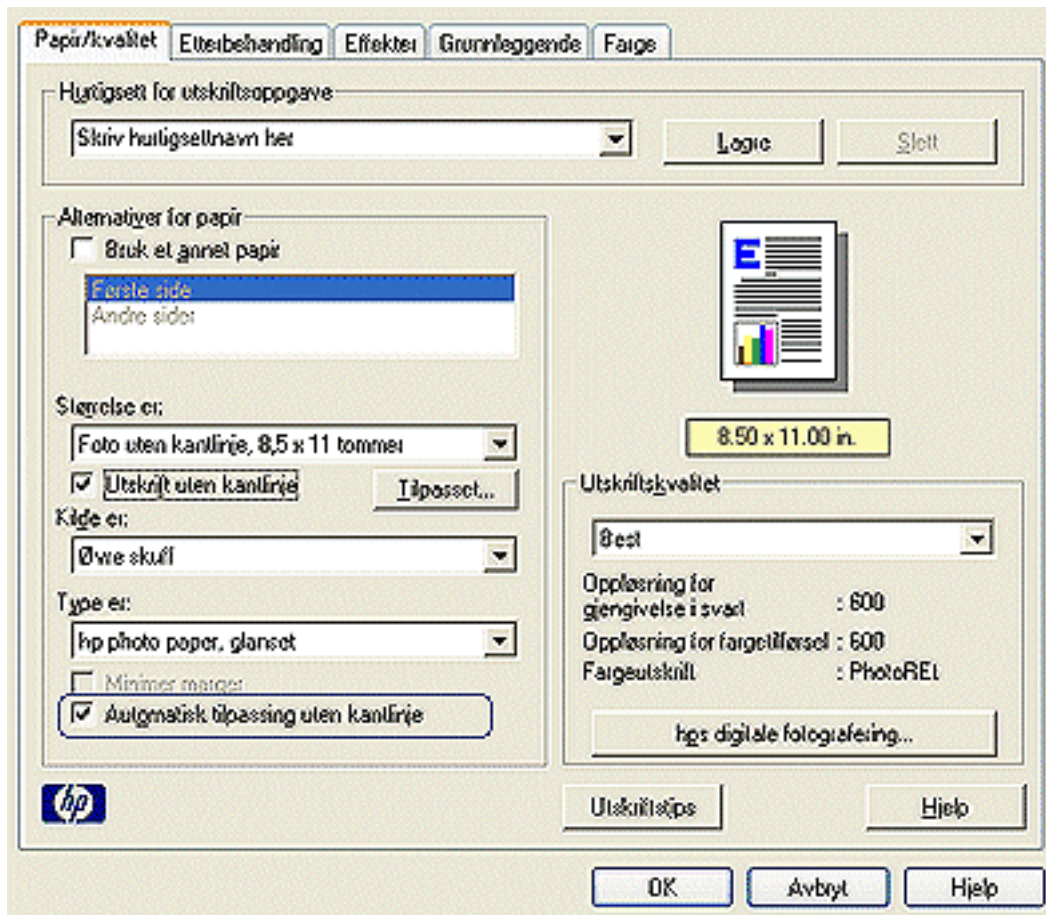 Papir/kvalitet Etterbehandling Effekter Grunnleggende Farge
Hurtigsett for utskriftsoppgave
Skriv hurtigsettnavn her
Lagre Slett
Alternativer for papir
Bruk et annet papir
Første side
Andre sider
E
Størrelse er:
Foto uten kantlinje, 8,5 x 11 tommer
8.50 x 11.00 in.
Utskrift uten kantlinje Tilpasset...
Kilde er:
Øvre skuff
Type er:
hp photo paper, glanset
Minimer marger
Automatisk tilpassing uten kantlinje
Utskriftskvalitet
Best
Oppløsning for
gjengivelse i svart : 600
Oppløsning for fargetilførsel : 600
Fargeutskrift : PhotoREt
hps digitale fotografering...
hp
Utskriftstips Hjelp
OK Avbryt Hjelp